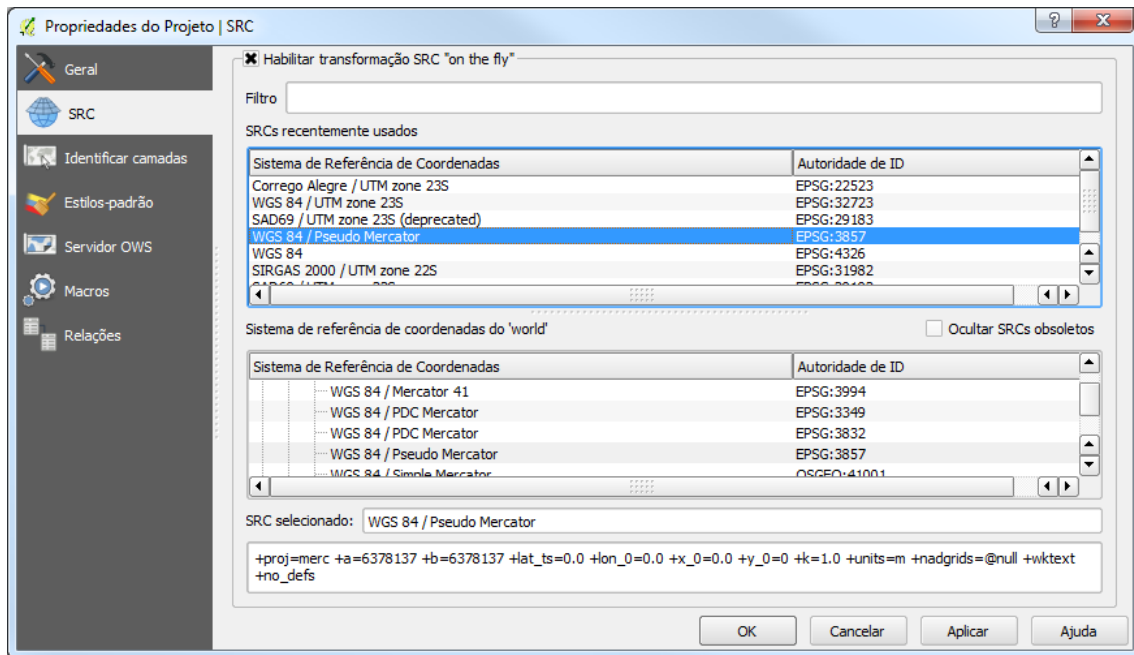 Propriedades do Projeto | SRC
Geral
SRC
Identificar camadas
Estilos-padrão
Servidor OWS
Macros
Relações
Habilitar transformação SRC "on the fly"
Filtro
SRCs recentemente usados
Sistema de Referência de Coordenadas Autoridade de ID
Corrego Alegre / UTM zone 23S EPSG:22523
WGS 84 / UTM zone 23S EPSG:32723
SAD69 / UTM zone 23S (deprecated) EPSG:29183
WGS 84 / Pseudo Mercator EPSG:3857
WGS 84 EPSG:4326
SIRGAS 2000 / UTM zone 22S EPSG:31982
Sistema de referência de coordenadas do 'world' Ocultar SRCs obsoletos
Sistema de Referência de Coordenadas Autoridade de ID
WGS 84 / Mercator 41 EPSG:3994
WGS 84 / PDC Mercator EPSG:3349
WGS 84 / PDC Mercator EPSG:3832
WGS 84 / Pseudo Mercator EPSG:3857
WGS 84 / Simple Mercator OSGEO:41001
SRC selecionado: WGS 84 / Pseudo Mercator
+proj=merc +a=6378137 +b=6378137 +lat_ts=0.0 +lon_0=0.0 +x_0=0.0 +y_0=0 +k=1.0 +units=m +nadgrids=@null +wktext
+no_defs
OK Cancelar Aplicar Ajuda